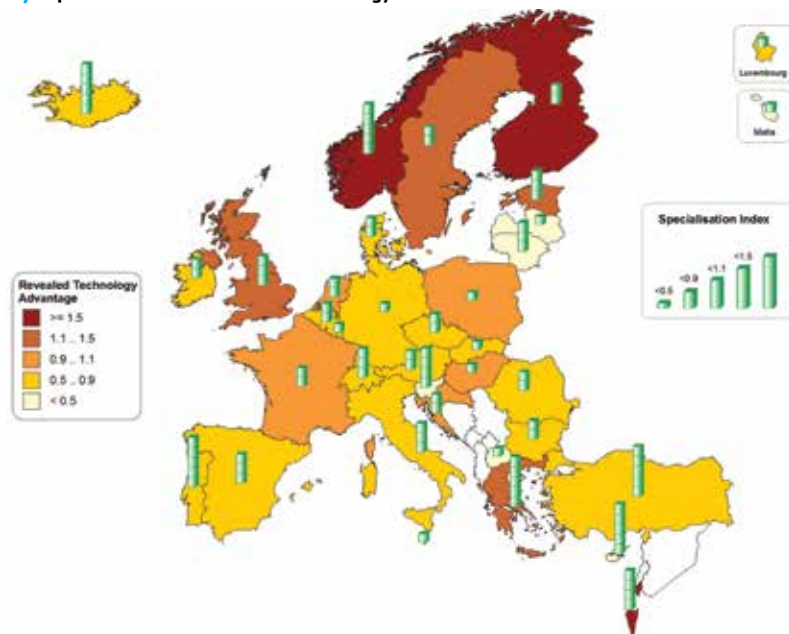 Luxembourg
Malta
Specialisation Index
<0.5
<0.9
<1.1
<1.5
Revealed Technology
Advantage
>= 1.5
1.1 .. 1.5
0.9 .. 1.1
0.5 .. 0.9
< 0.5